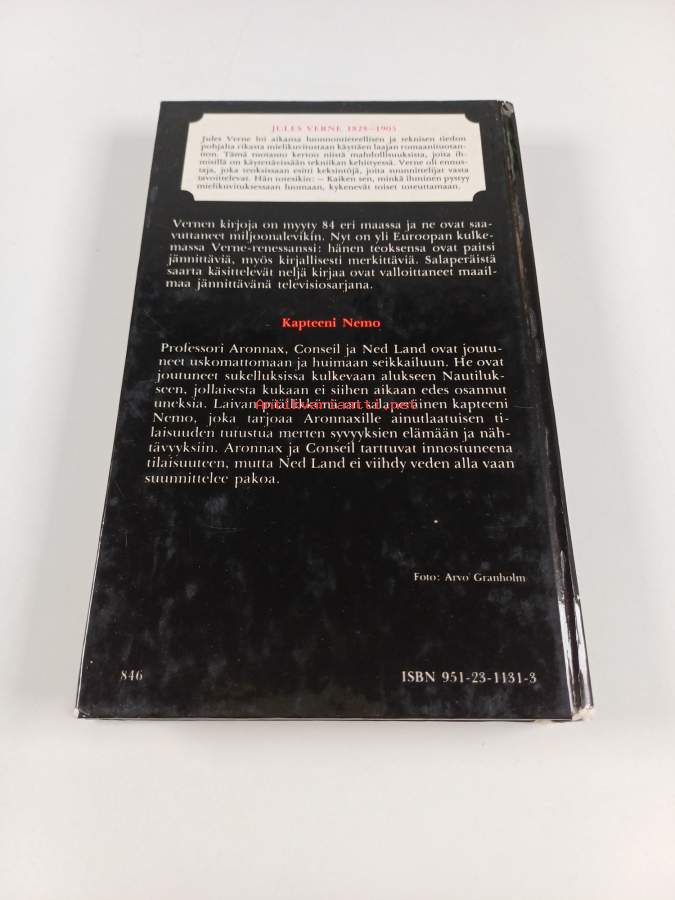 JULES VERNE 1828—1905
Jules Verne loi aikansa luonnontieteellisen ja teknisen tiedon
pohjalta rikasta mielikuvitustaan käyttäen laajan romaanituotan-
non. Tämä tuotanto kertoo niistä mahdollisuuksista, joita ih-
misillä on käytettävissään tekniikan kehittyessä. Verne oli ennus-
taja, joka teoksissaan esitti keksintöjä, joita suunnittelijat vasta
tavoittelevat. Hän totesikin: – Kaiken sen, minkä ihminen pystyy
mielikuvituksessaan luomaan, kykenevät toiset toteuttamaan.
Vernen kirjoja on myyty 84 eri maassa ja ne ovat saa-
vuttaneet miljoonalevikin. Nyt on yli Euroopan kulke-
massa Verne-renessanssi: hänen teoksensa ovat paitsi
jännittäviä, myös kirjallisesti merkittäviä. Salaperäistä
saarta käsittelevät neljä kirjaa ovat valloittaneet maail-
maa jännittävänä televisiosarjana.
Kapteeni Nemo
Professori Aronnax, Conseil ja Ned Land ovat joutu-
neet uskomattomaan ja huimaan seikkailuun. He ovat
joutuneet sukelluksissa kulkevaan alukseen Nautiluk-
seen, jollaisesta kukaan ei siihen aikaan edes osannut
uneksia. Laivan päällikkönä on salaperäinen kapteeni
Antikvariaatti.net
Nemo, joka tarjoaa Aronnaxille ainutlaatuisen ti-
laisuuden tutustua merten syvyyksien elämään ja näh-
tävyyksiin. Aronnax ja Conseil tarttuvat innostuneena
tilaisuuteen, mutta Ned Land ei viihdy veden alla vaan
suunnittelee pakoa.
Foto: Arvo Granholm
846
ISBN 951-23-1131-3